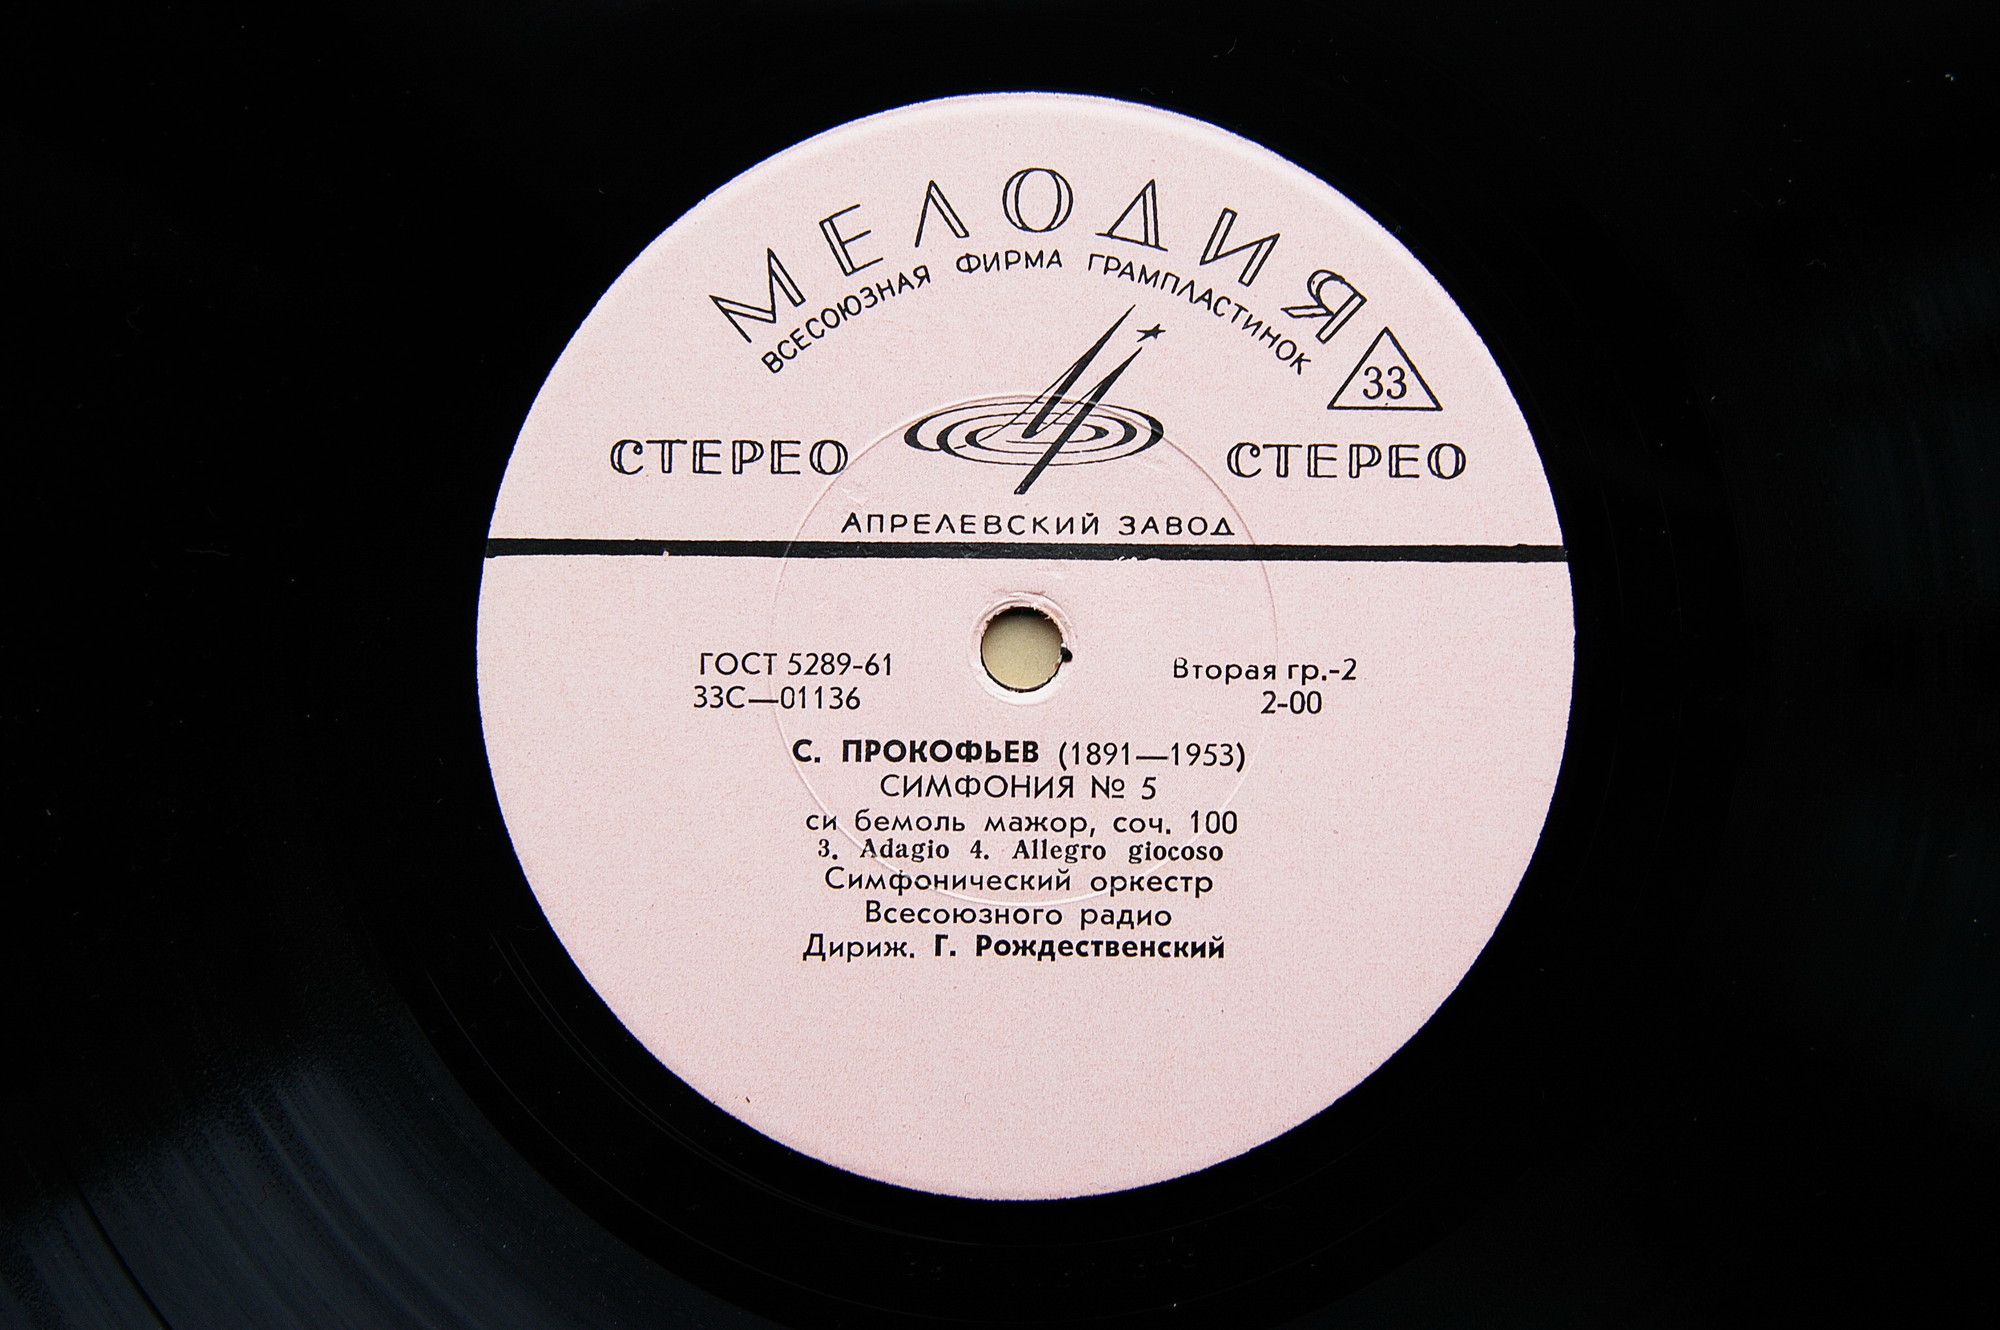 МЕЛОДИЯ
ВСЕСОЮЗНАЯ ФИРМА ГРАМПЛАСТИНОК
33
СТЕРЕО СТЕРЕО
АПРЕЛЕВСКИЙ ЗАВОД
ГОСТ 5289-61
33С—01136
Вторая гр.-2
2-00
С. ПРОКОФЬЕВ (1891—1953)
СИМФОНИЯ № 5
си бемоль мажор, соч. 100
3. Adagio 4. Allegro giocoso
Симфонический оркестр
Всесоюзного радио
Дириж. Г. Рождественский